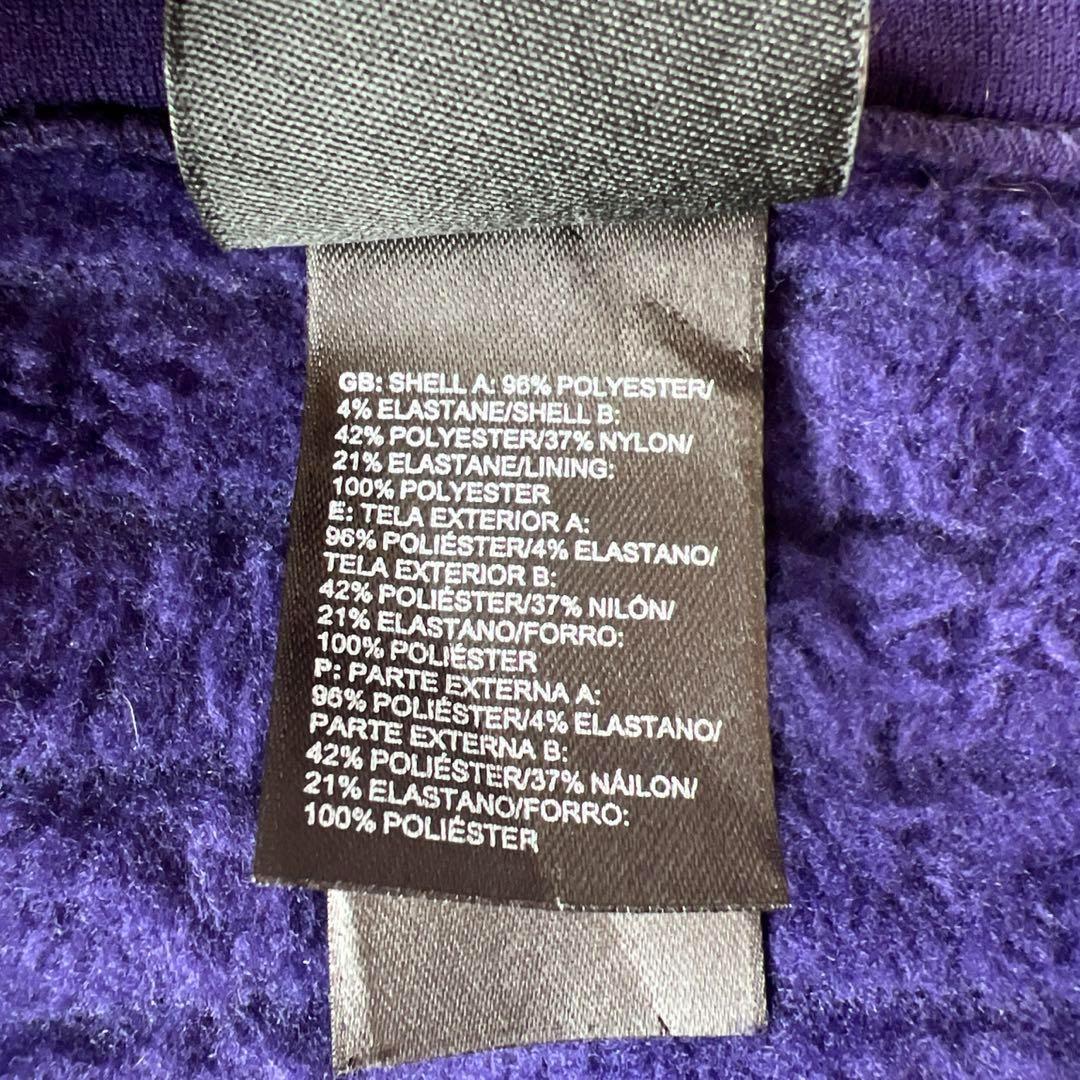 GB: SHELL A: 96% POLYESTER/
4% ELASTANE/SHELL B:
42% POLYESTER/37% NYLON/
21% ELASTANE/LINING:
100% POLYESTER
E: TELA EXTERIOR A:
96% POLIÉSTER/4% ELASTANO/
TELA EXTERIOR B:
42% POLIÉSTER/37% NILÓN/
21% ELASTANO/FORRO:
100% POLIÉSTER
P: PARTE EXTERNA A:
96% POLIÉSTER/4% ELASTANO/
PARTE EXTERNA B:
42% POLIÉSTER/37% NÁILON/
21% ELASTANO/FORRO:
100% POLIÉSTER